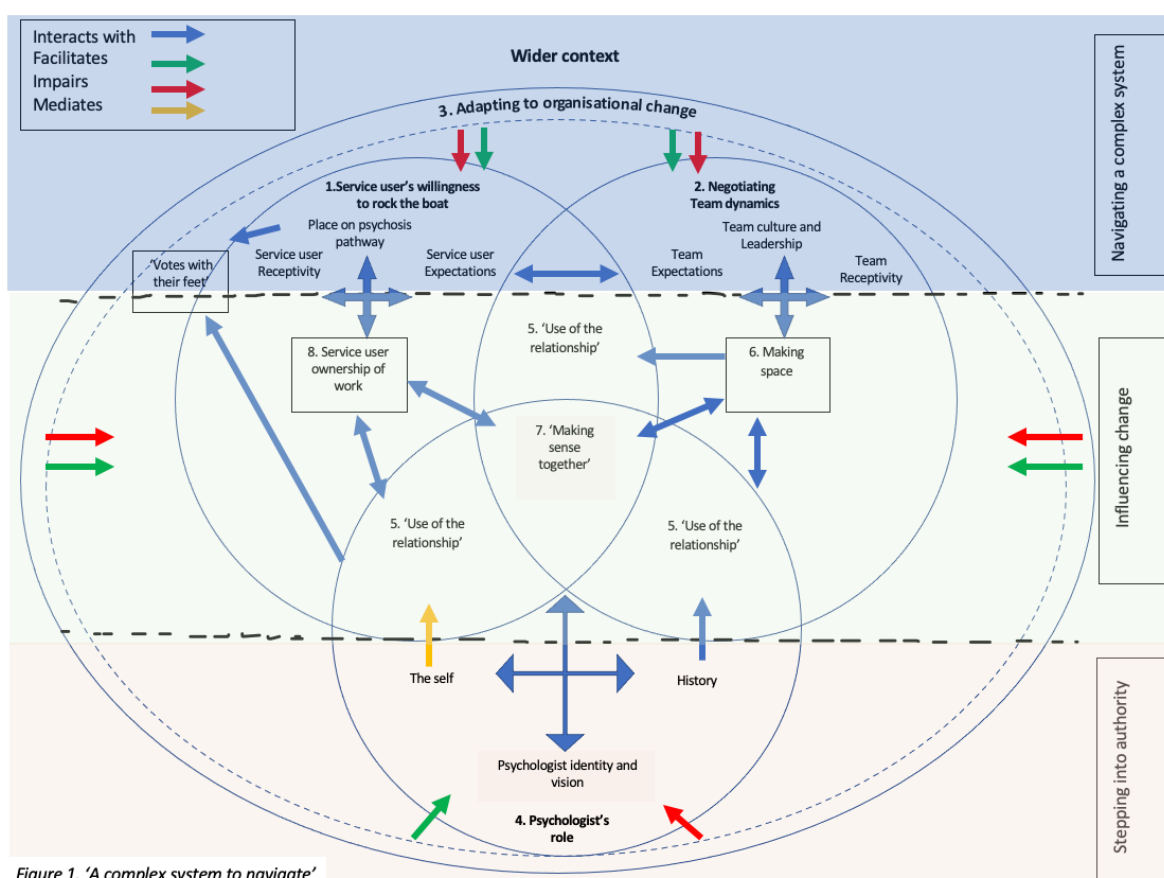 Interacts with
Facilitates
Impairs
Mediates
Wider context
3. Adapting to organisational change
1.Service user's willingness
to rock the boat
2. Negotiating
Team dynamics
Place on psychosis
pathway
Team culture and
Leadership
'Votes with
their feet'
Service user
Receptivity
Service user
Expectations
Team
Expectations
Team
Receptivity
5. 'Use of the
relationship'
8. Service user
ownership of
work
6. Making
space
7. 'Making
sense
together'
5. 'Use of the
relationship'
5. 'Use of the
relationship'
The self
History
Psychologist identity and
vision
4. Psychologist's
role
Navigating a complex system
Influencing change
Stepping into authority
Figure 1. 'A complex system to navigate'